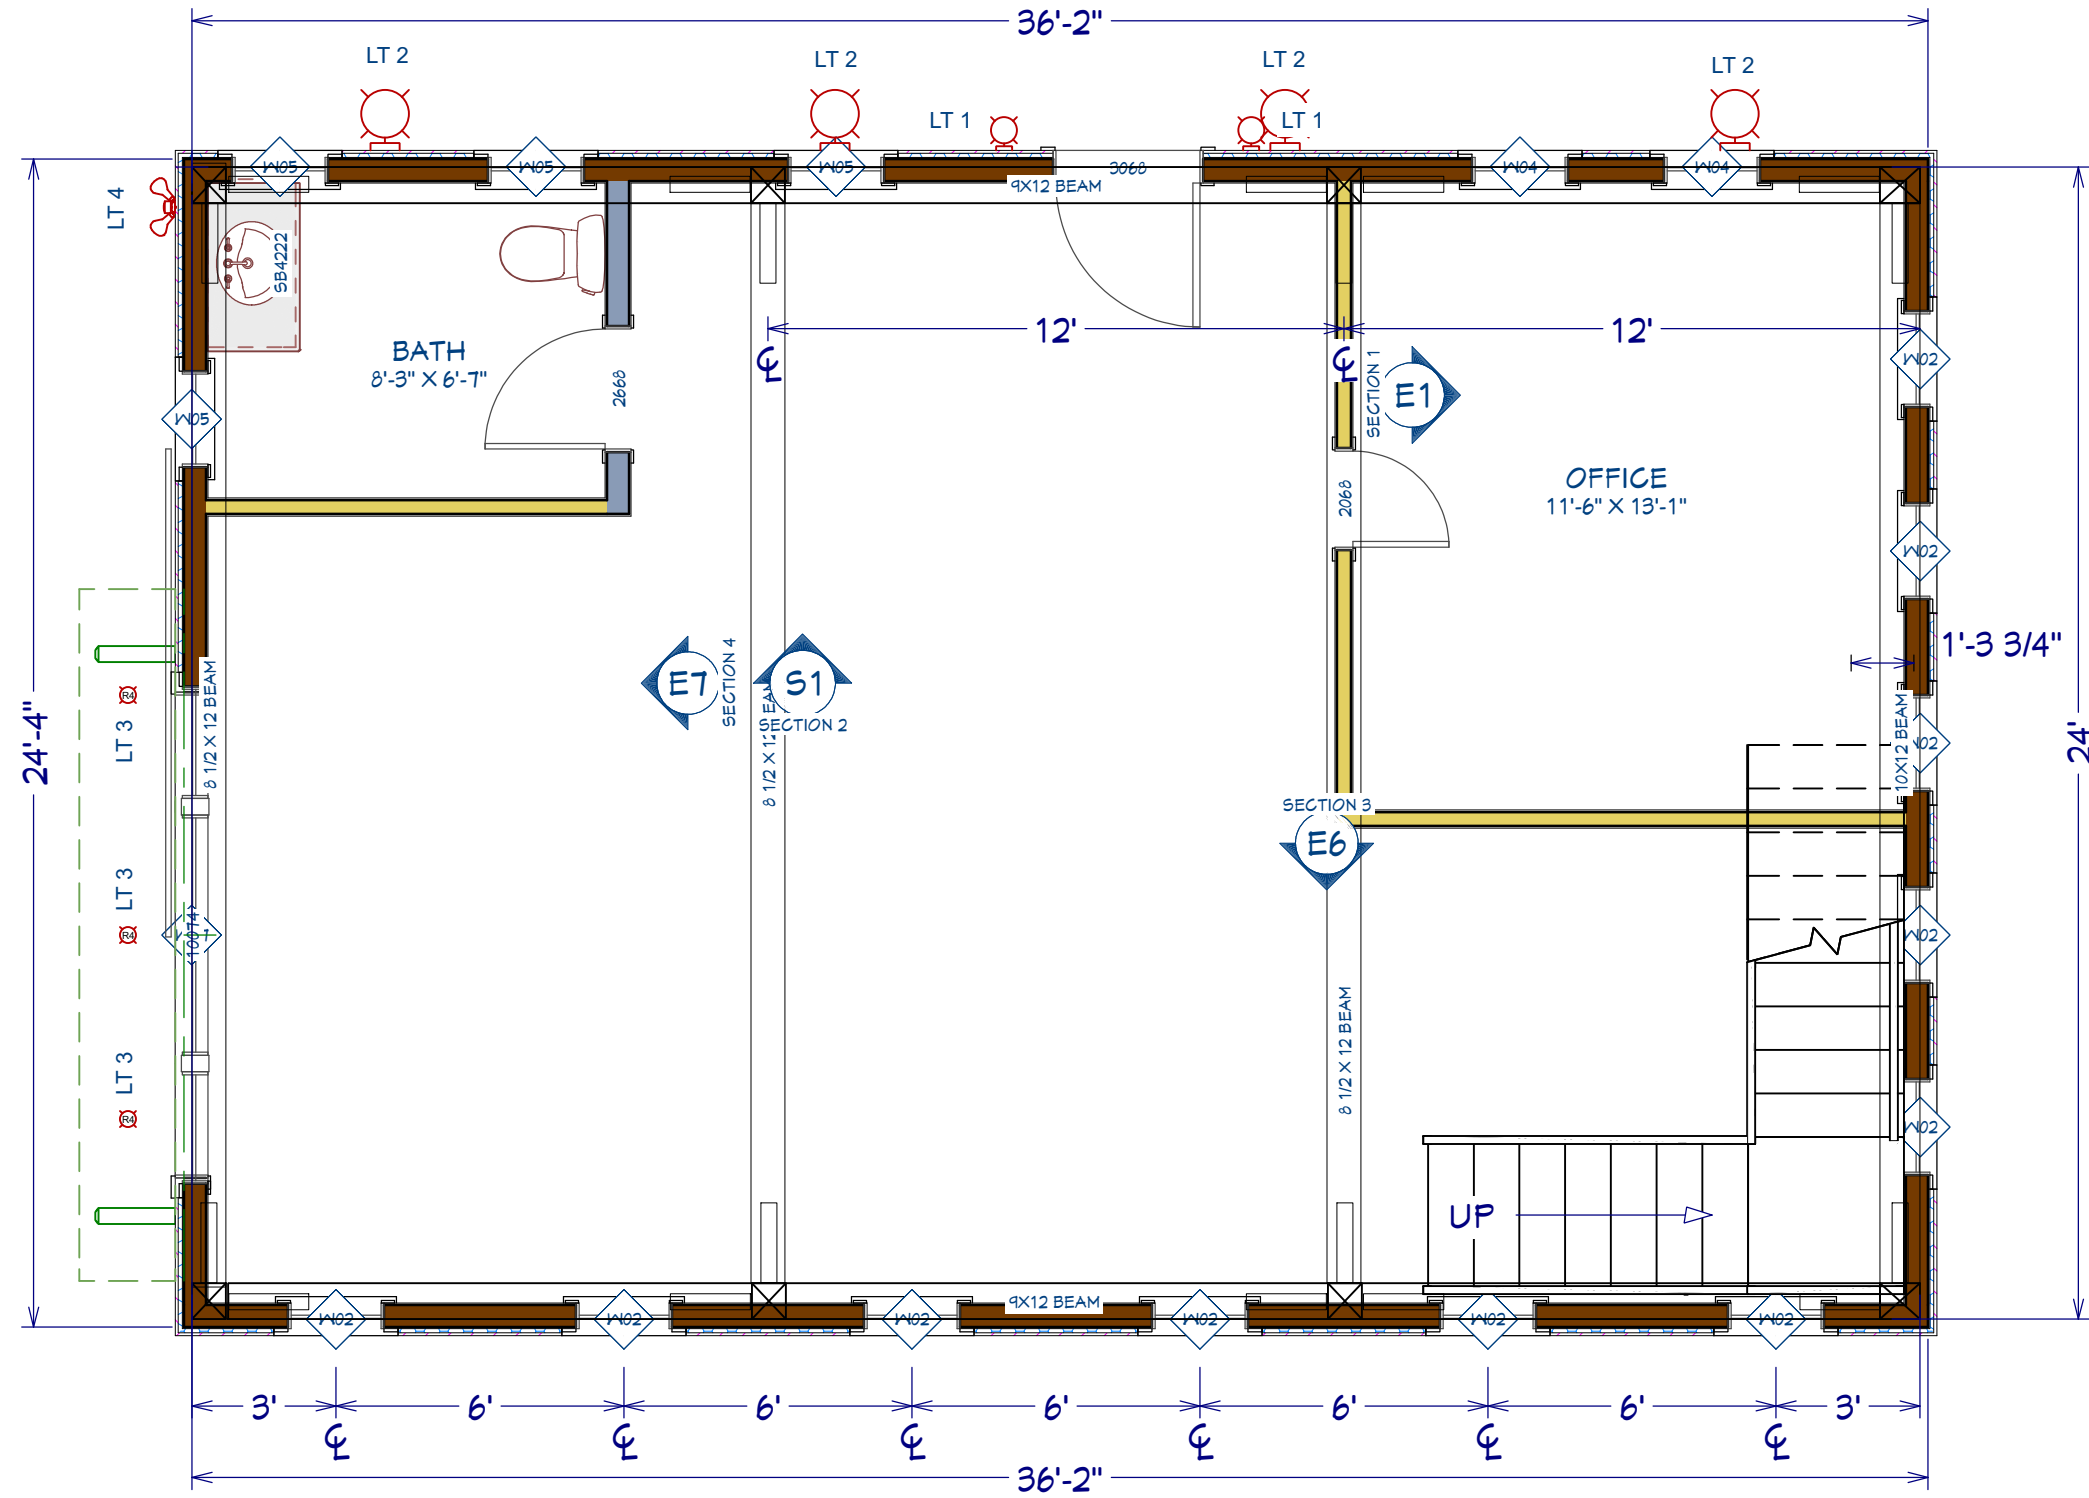 36'-2"
LT 2
LT 2
LT 2
LT 2
LT 1
LT 1
W05
W05
W05
3068
W04
W04
9X12 BEAM
LT 4
SB4222
12'
12'
℄
℄
BATH
8'-3" X 6'-7"
2668
SECTION 1
E1
W02
W05
OFFICE
11'-6" X 13'-1"
2068
W02
1'-3 3/4"
24'-4"
24'
R4
LT 3
8 1/2 X 12 BEAM
E7
SECTION 4
S1
SECTION 2
8 1/2 X 12 BEAM
10X12 BEAM
W02
SECTION 3
E6
LT 3
R4
10074
W02
LT 3
R4
8 1/2 X 12 BEAM
W02
UP
9X12 BEAM
W02
W02
W02
W02
W02
W02
3'
6'
6'
6'
6'
6'
3'
℄
℄
℄
℄
℄
℄
36'-2"